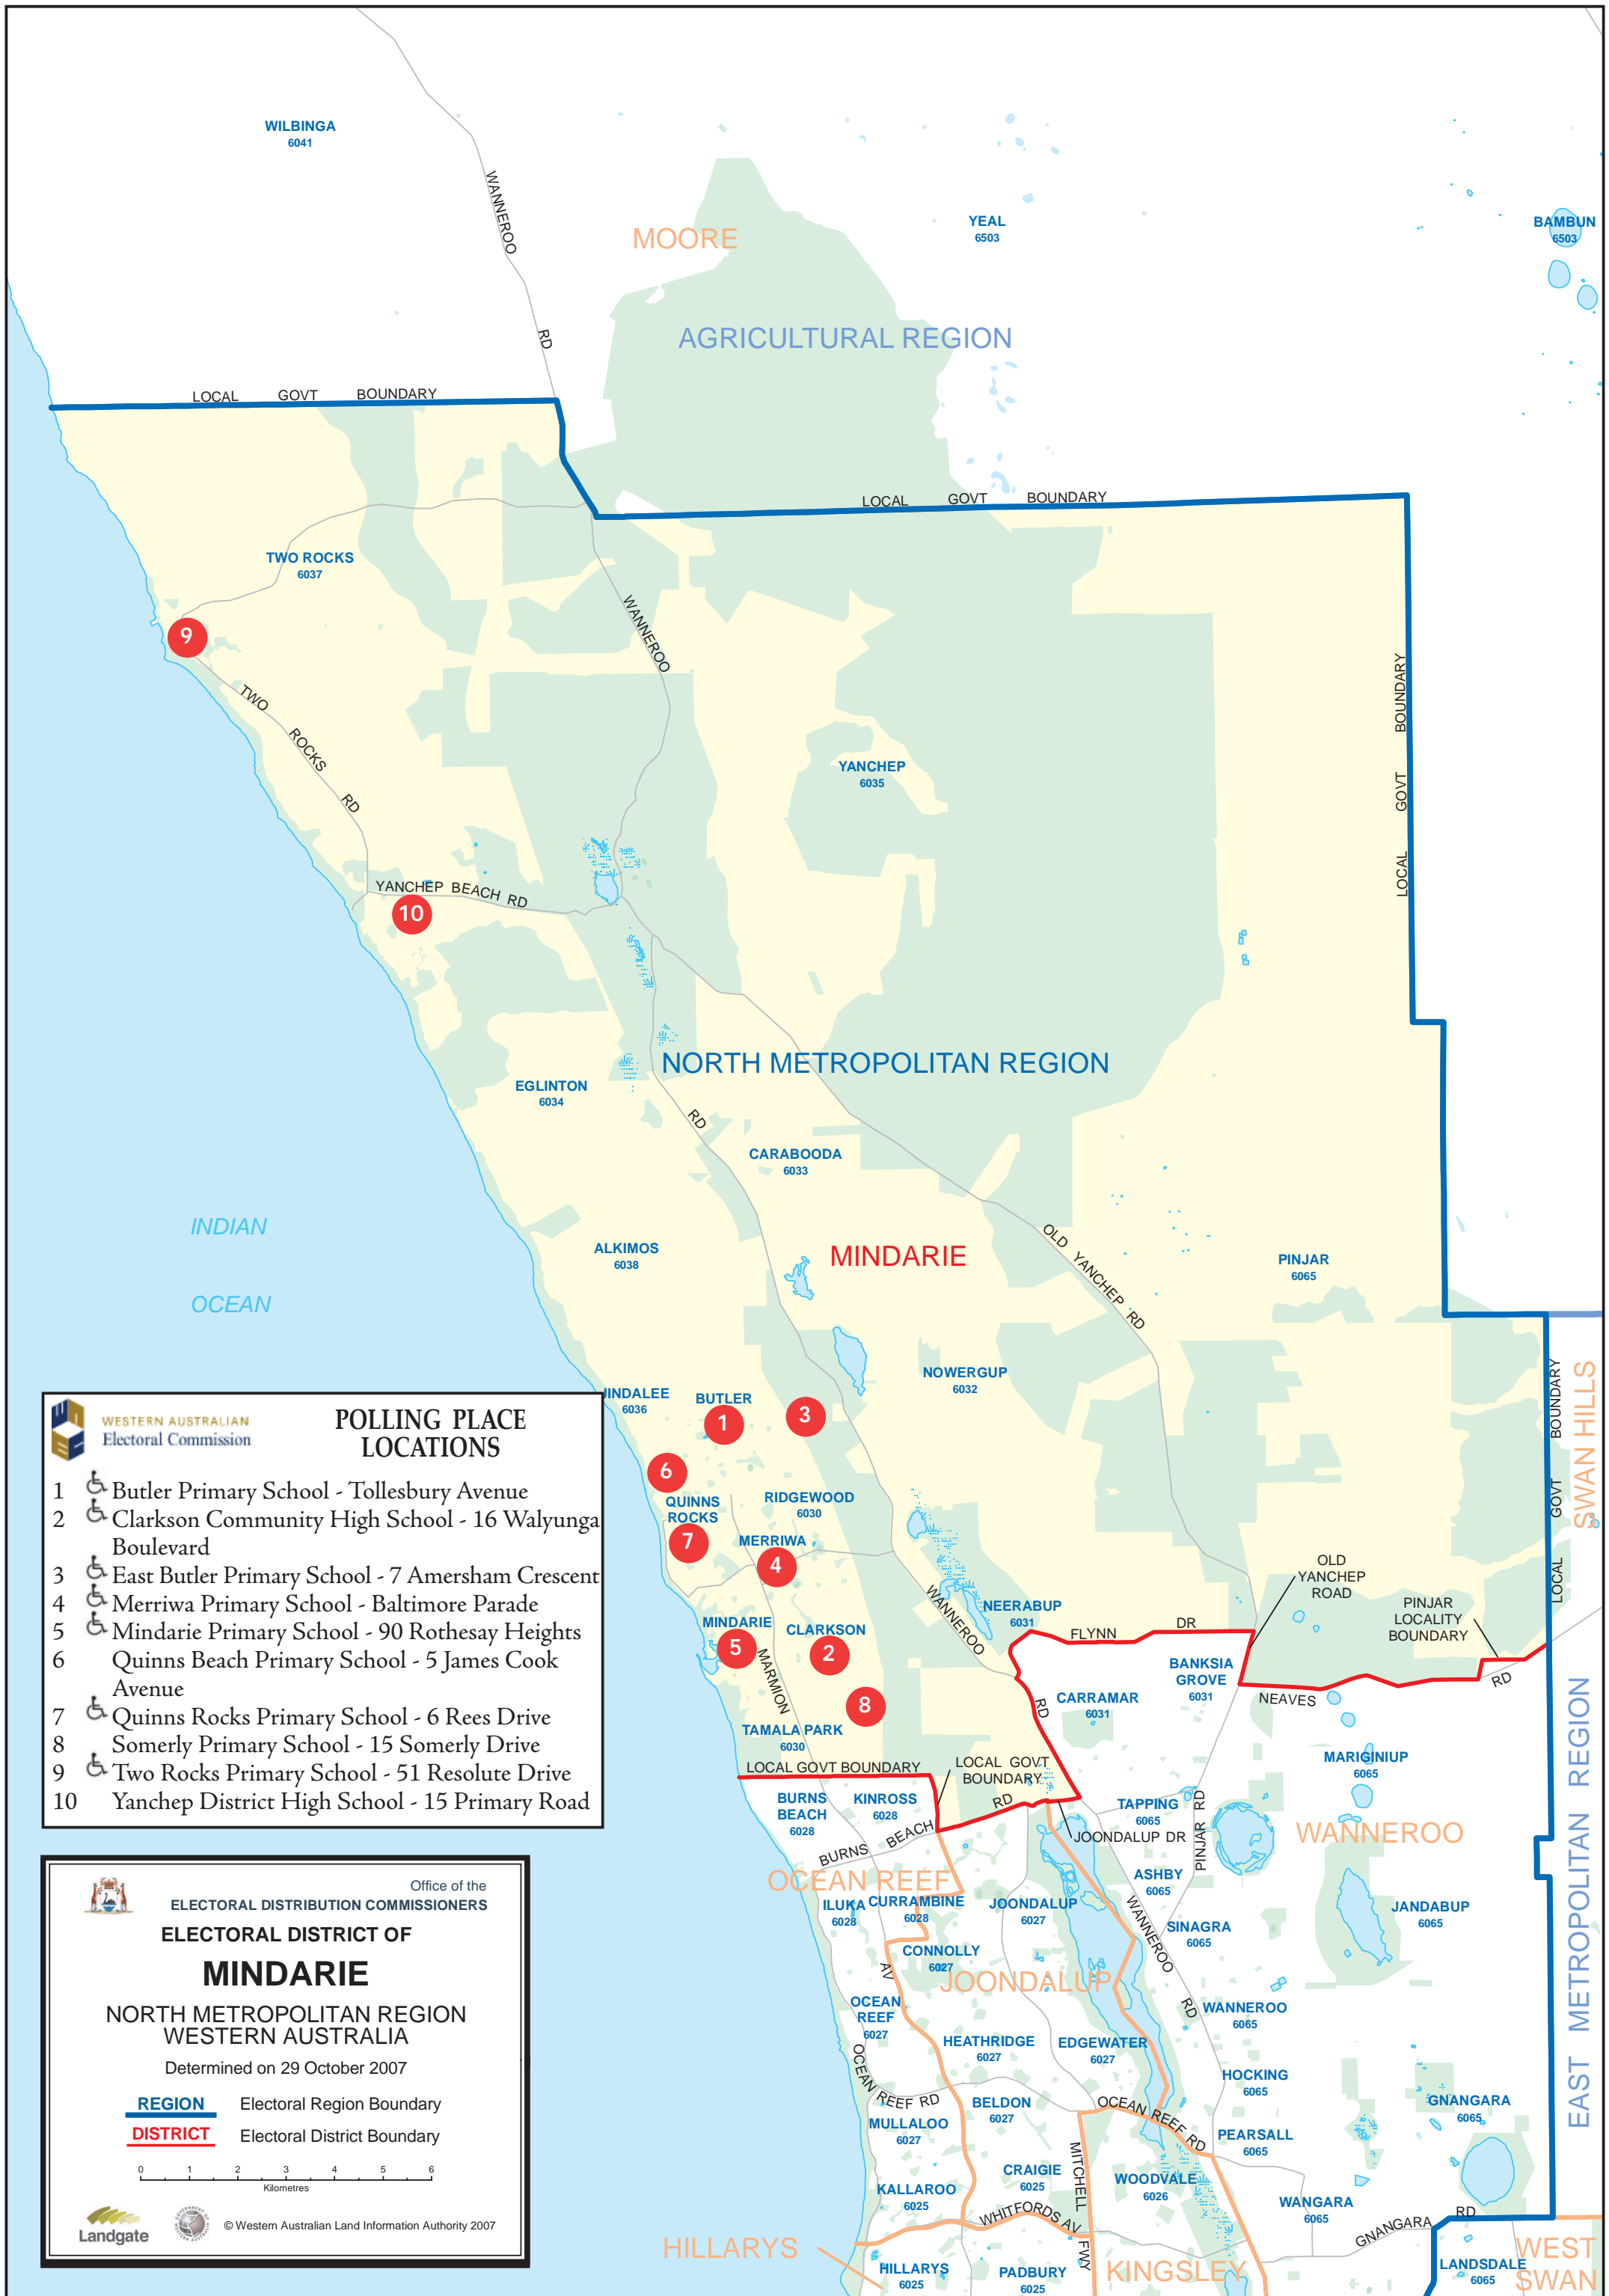 WILBINGA
6041
WANNEROO
RD
MOORE
YEAL
6503
BAMBUN
6503
AGRICULTURAL REGION
LOCAL GOVT BOUNDARY
LOCAL GOVT BOUNDARY
TWO ROCKS
6037
WANNEROO
9
TWO ROCKS RD
LOCAL GOVT BOUNDARY
YANCHEP
6035
YANCHEP BEACH RD
10
NORTH METROPOLITAN REGION
EGLINTON
6034
RD
CARABOODA
6033
INDIAN
OCEAN
ALKIMOS
6038
MINDARIE
OLD YANCHEP RD
PINJAR
6065
NOWERGUP
6032
JINDALEE
6036
BUTLER
1
3
6
QUINNS
ROCKS
7
RIDGEWOOD
6030
MERRIWA
4
MINDARIE
5
CLARKSON
2
8
MARMION
WANNEROO
RD
NEERABUP
6031
FLYNN DR
OLD
YANCHEP
ROAD
PINJAR
LOCALITY
BOUNDARY
LOCAL GOVT BOUNDARY
SWAN HILLS
BANKSIA
GROVE
6031
NEAVES RD
CARRAMAR
6031
TAMALA PARK
6030
LOCAL GOVT BOUNDARY
LOCAL GOVT
BOUNDARY
RD
MARIGINIUP
6065
BURNS
BEACH
6028
KINROSS
6028
BURNS BEACH
TAPPING
6065
JOONDALUP DR
PINJAR RD
WANNEROO
OCEAN REEF
ASHBY
6065
ILUKA
6028
CURRAMBINE
6028
JOONDALUP
6027
WANNEROO
RD
SINAGRA
6065
JANDABUP
6065
EAST METROPOLITAN REGION
CONNOLLY
6027
JOONDALUP
AV
OCEAN
REEF
6027
WANNEROO
6065
HEATHRIDGE
6027
EDGEWATER
6027
OCEAN REEF RD
HOCKING
6065
BELDON
6027
OCEAN REEF RD
GNANGARA
6065
MULLALOO
6027
PEARSALL
6065
MITCHELL
FWY
CRAIGIE
6025
WOODVALE
6026
KALLAROO
6025
WHITFORDS AV
WANGARA
6065
GNANGARA RD
HILLARYS
HILLARYS
6025
PADBURY
6025
KINGSLEY
LANDSDALE
6065
WEST
SWAN
WESTERN AUSTRALIAN
Electoral Commission
POLLING PLACE
LOCATIONS
1 Butler Primary School - Tollesbury Avenue
2 Clarkson Community High School - 16 Walyunga
Boulevard
3 East Butler Primary School - 7 Amersham Crescent
4 Merriwa Primary School - Baltimore Parade
5 Mindarie Primary School - 90 Rothesay Heights
6 Quinns Beach Primary School - 5 James Cook
Avenue
7 Quinns Rocks Primary School - 6 Rees Drive
8 Somerly Primary School - 15 Somerly Drive
9 Two Rocks Primary School - 51 Resolute Drive
10 Yanchep District High School - 15 Primary Road
Office of the
ELECTORAL DISTRIBUTION COMMISSIONERS
ELECTORAL DISTRICT OF
MINDARIE
NORTH METROPOLITAN REGION
WESTERN AUSTRALIA
Determined on 29 October 2007
REGION Electoral Region Boundary
DISTRICT Electoral District Boundary
0 1 2 3 4 5 6
Kilometres
Landgate
© Western Australian Land Information Authority 2007